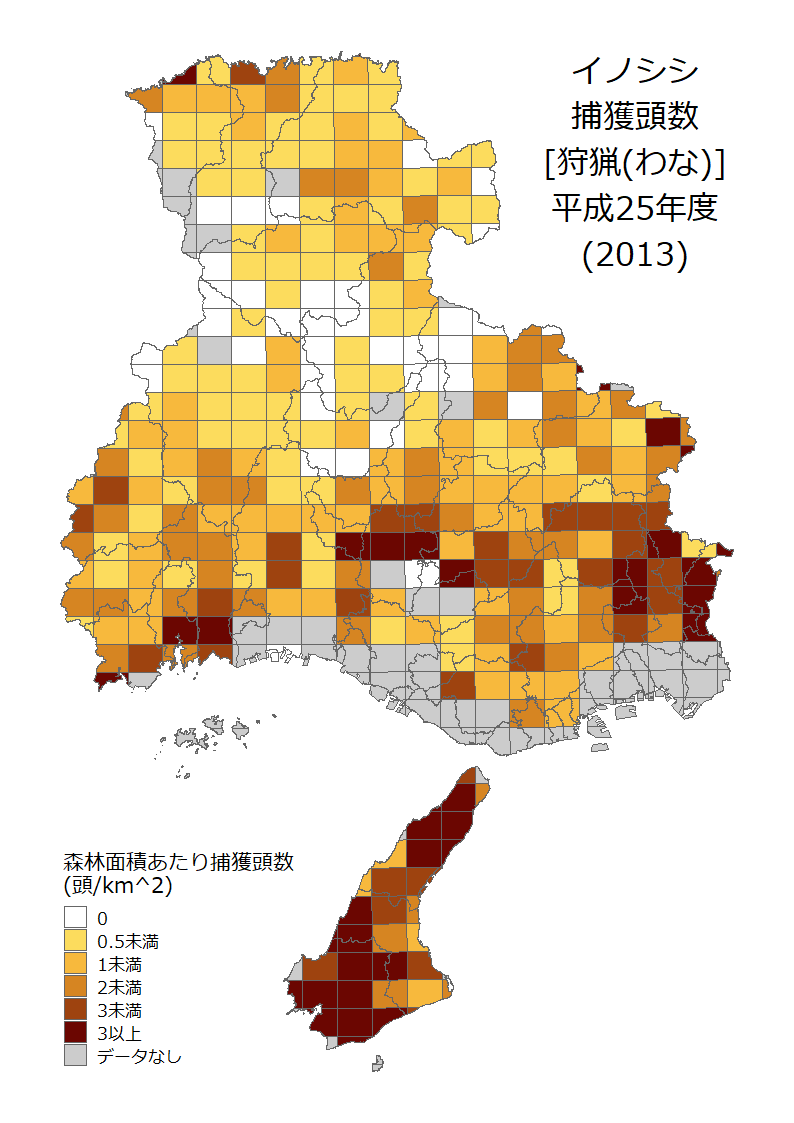 イノシシ
捕獲頭数
[狩猟(わな)]
平成25年度
(2013)
森林面積あたり捕獲頭数
(頭/km^2)
0
0.5未満
1未満
2未満
3未満
3以上
データなし